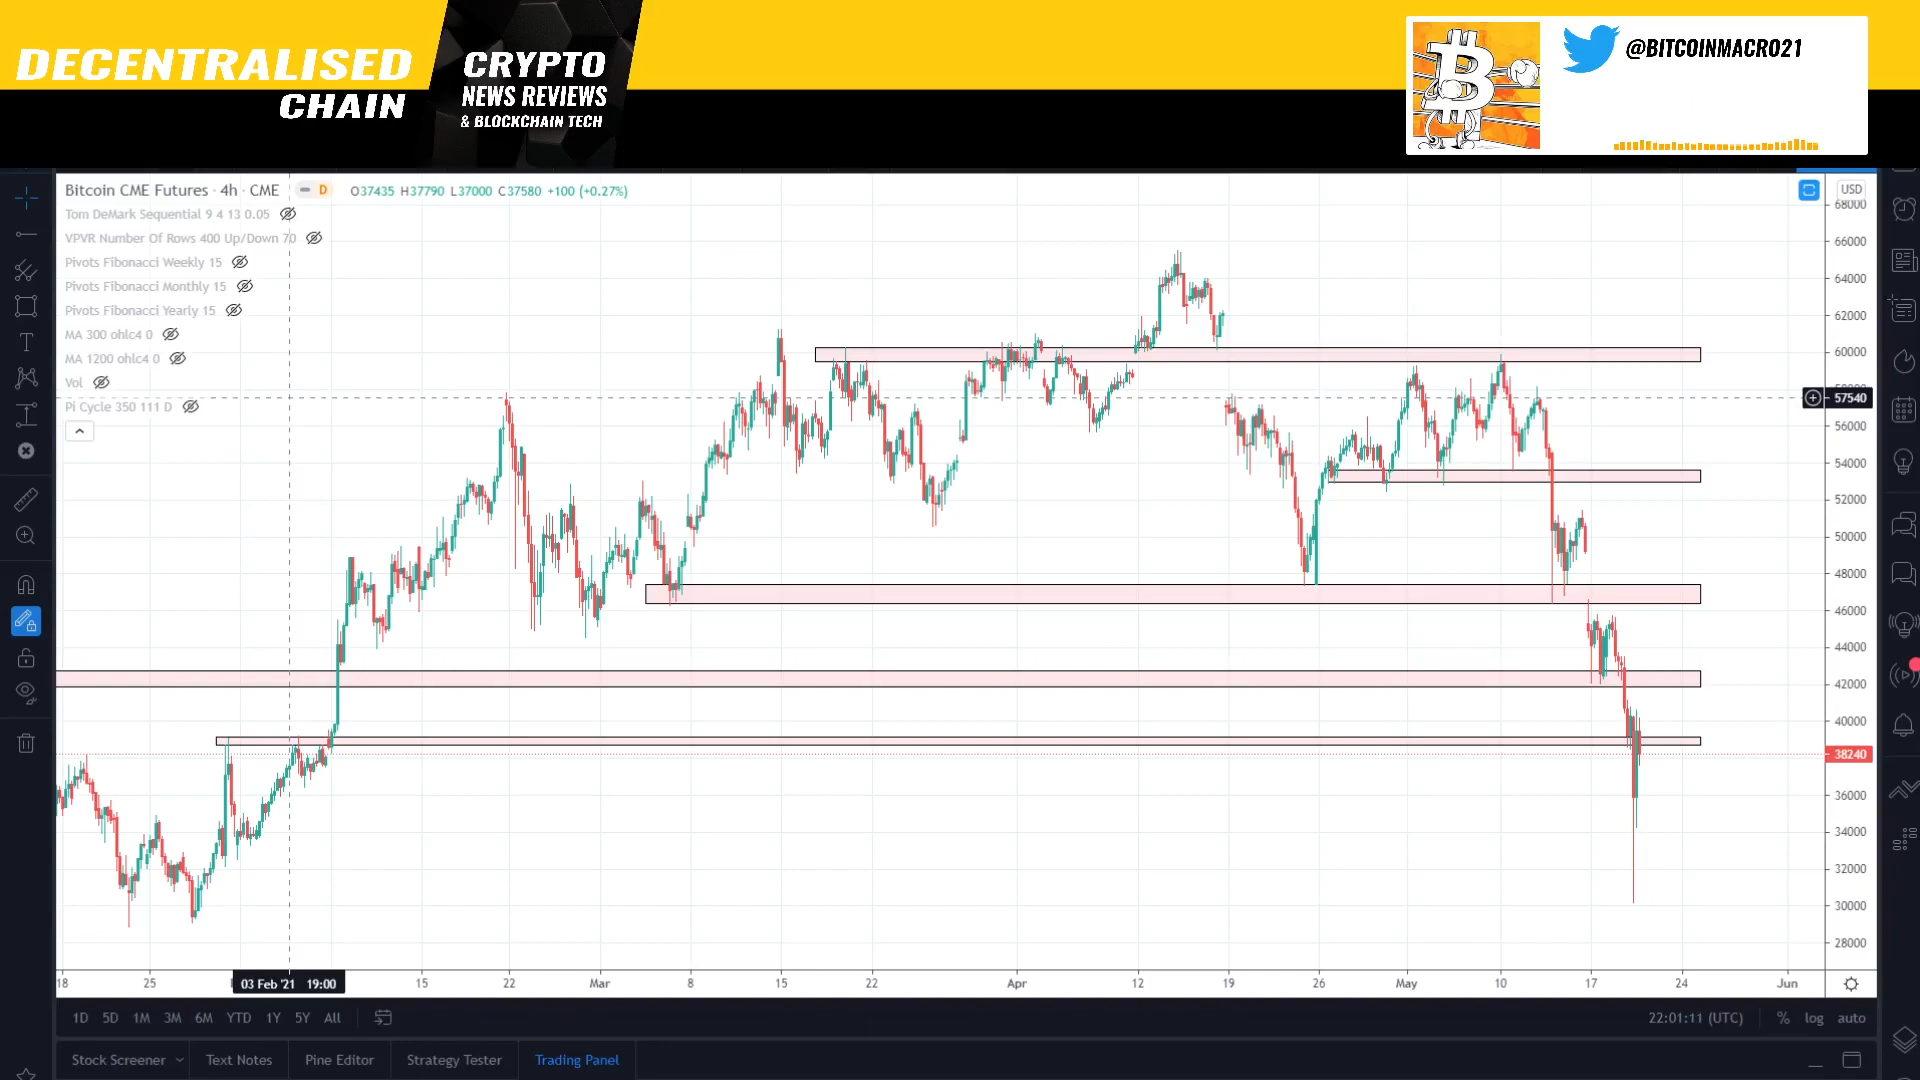 DECENTRALISED
CHAIN
CRYPTO
NEWS REVIEWS
& BLOCKCHAIN TECH
@BITCOINMACRO21
Bitcoin CME Futures · 4h · CME D O37435 H37790 L37000 C37580 +100 (+0.27%)
Tom DeMark Sequential 9 4 13 0.05
VPVR Number Of Rows 400 Up/Down 70
Pivots Fibonacci Weekly 15
Pivots Fibonacci Monthly 15
Pivots Fibonacci Yearly 15
MA 300 ohlc4 0
MA 1200 ohlc4 0
Vol
Pi Cycle 350 111 D
USD
68000
66000
64000
62000
60000
57540
56000
54000
52000
50000
48000
46000
44000
42000
40000
38240
36000
34000
32000
30000
28000
18 25 03 Feb '21 19:00 15 22 Mar 8 15 22 Apr 12 19 26 May 10 17 24 Jun
1D 5D 1M 3M 6M YTD 1Y 5Y All 22:01:11 (UTC) % log auto
Stock Screener Text Notes Pine Editor Strategy Tester Trading Panel